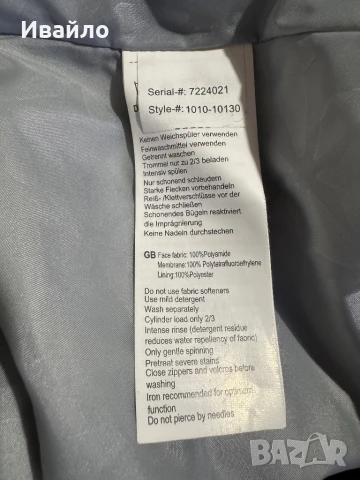 Ивайло
Serial-#: 7224021
Style-#: 1010-10130
Keinen Weichspüler verwenden
Feinwaschmittel verwenden
Getrennt waschen
Trommel nur zu 2/3 beladen
Intensiv spülen
Nur schonend schleudern
Starke Flecken vorbehandeln
Reiß- /Klettverschlüsse vor der
Wäsche schließen
Schonendes Bügeln reaktiviert
die Imprägnierung
Keine Nadeln durchstechen
GB Face fabric: 100%Polyamide
Membrane:100% Polytetrafluoroethylene
Lining:100%Polyester
Do not use fabric softeners
Use mild detergent
Wash separately
Cylinder load only 2/3
Intense rinse (detergent residue
reduces water repellency of fabric)
Only gentle spinning
Pretreat severe stains
Close zippers and velcros before
washing
Iron recommended for optimum
function
Do not pierce by needles
BAZAR
bg